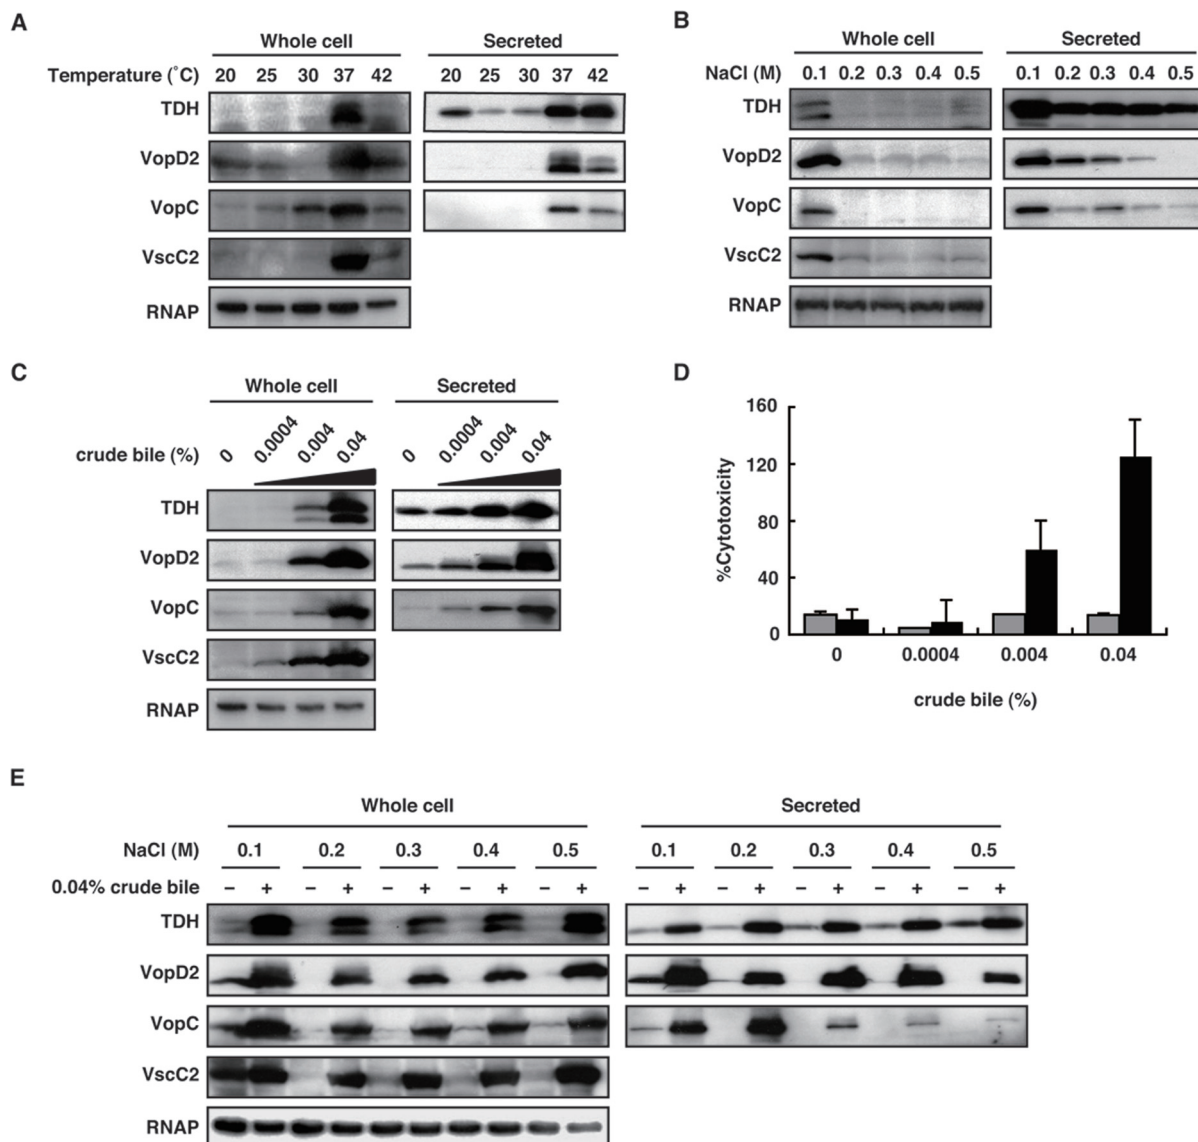 A
Whole cell Secreted
Temperature (˚C) 20 25 30 37 42 20 25 30 37 42
TDH
VopD2
VopC
VscC2
RNAP
B
Whole cell Secreted
NaCl (M) 0.1 0.2 0.3 0.4 0.5 0.1 0.2 0.3 0.4 0.5
TDH
VopD2
VopC
VscC2
RNAP
C
Whole cell Secreted
crude bile (%) 0 0.0004 0.004 0.04 0 0.0004 0.004 0.04
TDH
VopD2
VopC
VscC2
RNAP
D
%Cytotoxicity
160
120
80
40
0
0 0.0004 0.004 0.04
crude bile (%)
E
Whole cell Secreted
NaCl (M) 0.1 0.2 0.3 0.4 0.5 0.1 0.2 0.3 0.4 0.5
0.04% crude bile − + − + − + − + − + − + − + − + − + − +
TDH
VopD2
VopC
VscC2
RNAP